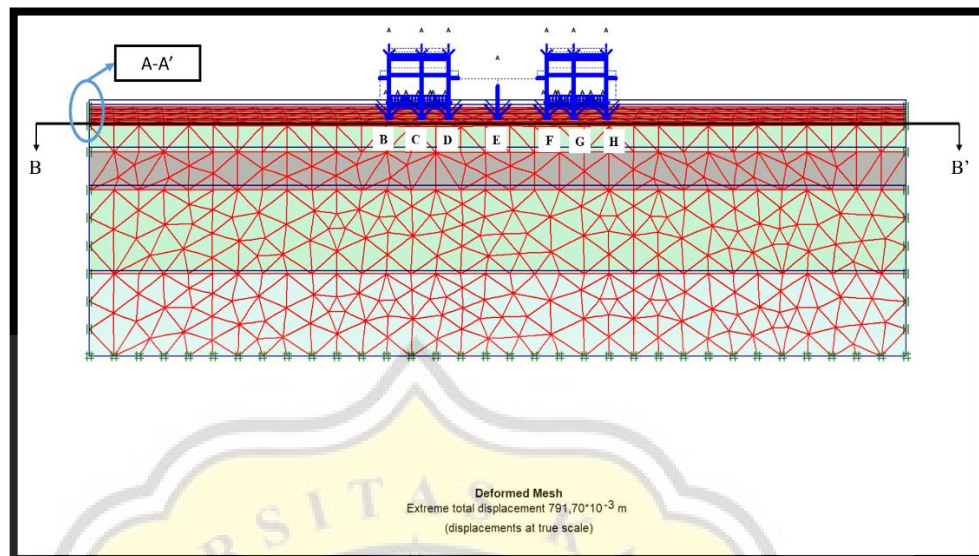 A-A'
A A A A A A A
B C D E F G H
B B'
Deformed Mesh
Extreme total displacement 791,70*10-3 m
(displacements at true scale)
R S I T A S K